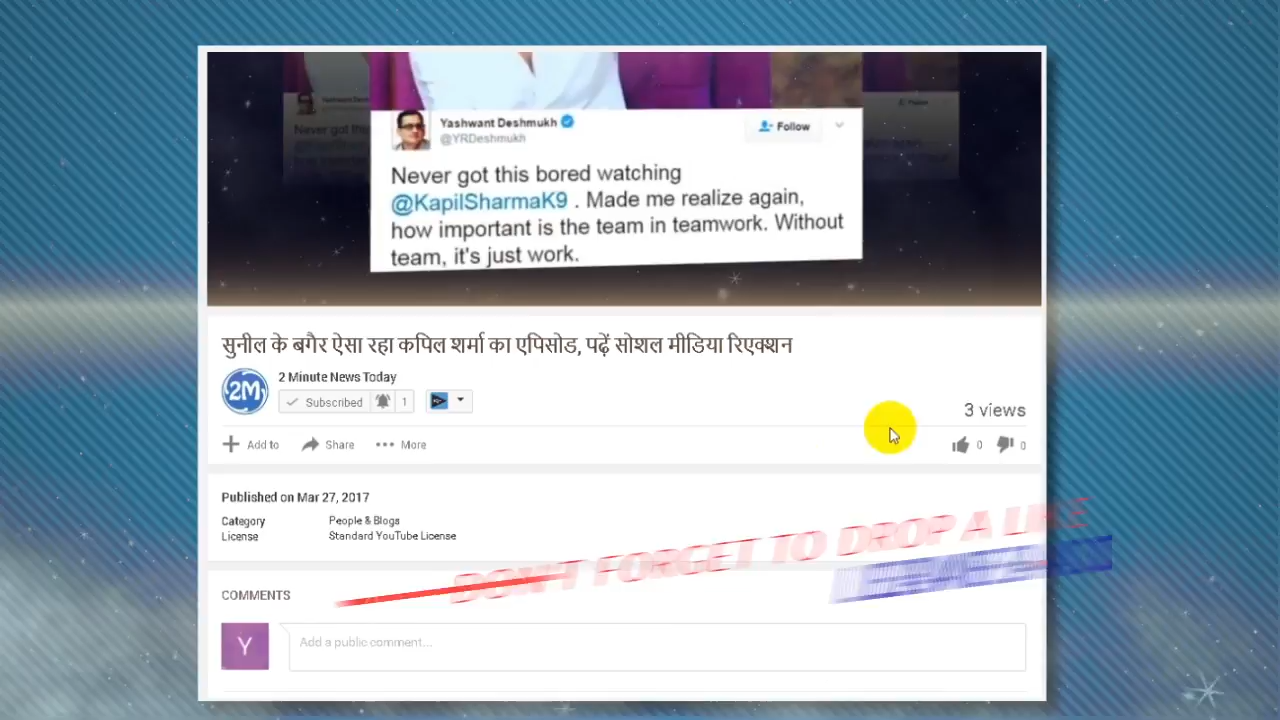 Yashwant Deshmukh
@YRDeshmukh
Follow
Never got this bored watching
@KapilSharmaK9 . Made me realize again,
how important is the team in teamwork. Without
team, it's just work.
सुनील के बगैर ऐसा रहा कपिल शर्मा का एपिसोड, पढ़ें सोशल मीडिया रिएक्शन
2M
2 Minute News Today
Subscribed 1
3 views
Add to Share More 0 0
Published on Mar 27, 2017
Category People & Blogs
License Standard YouTube License
DON'T FORGET TO DROP A LIKE
COMMENTS
Y
Add a public comment...